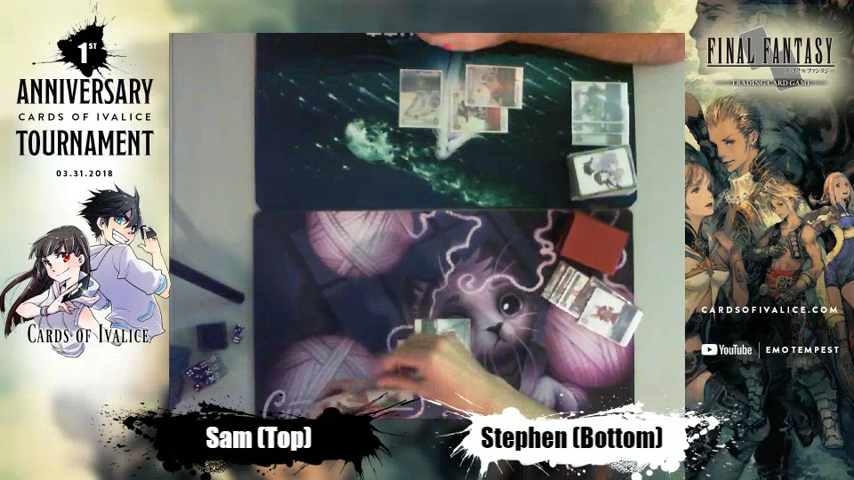 1ST
ANNIVERSARY
CARDS OF IVALICE
TOURNAMENT
03.31.2018
CARDS OF IVALICE
FINAL FANTASY
TRADING CARD GAME
CARDSOFIVALICE.COM
YouTube EMOTEMPEST
Sam (Top)
Stephen (Bottom)